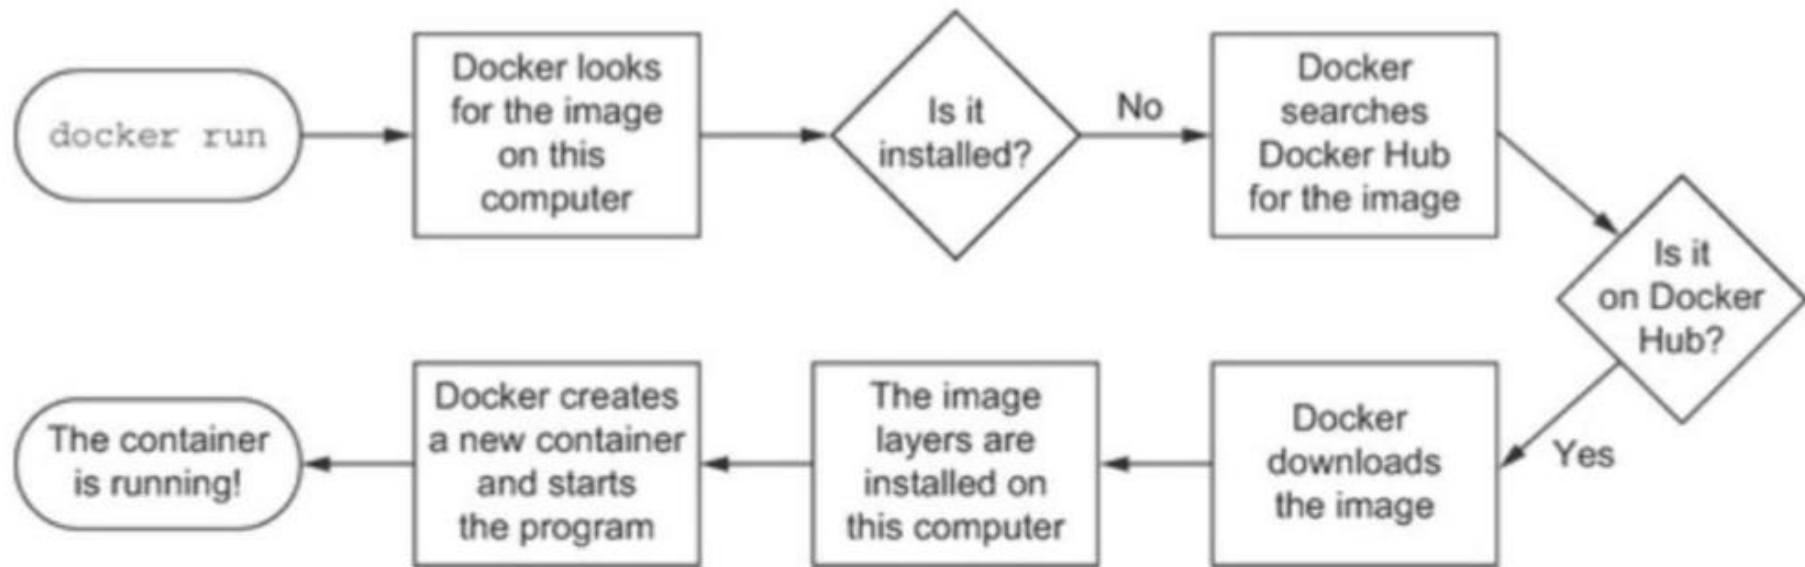 docker run
Docker looks
for the image
on this
computer
Is it
installed?
No
Docker
searches
Docker Hub
for the image
Is it
on Docker
Hub?
Yes
Docker
downloads
the image
The image
layers are
installed on
this computer
Docker creates
a new container
and starts
the program
The container
is running!